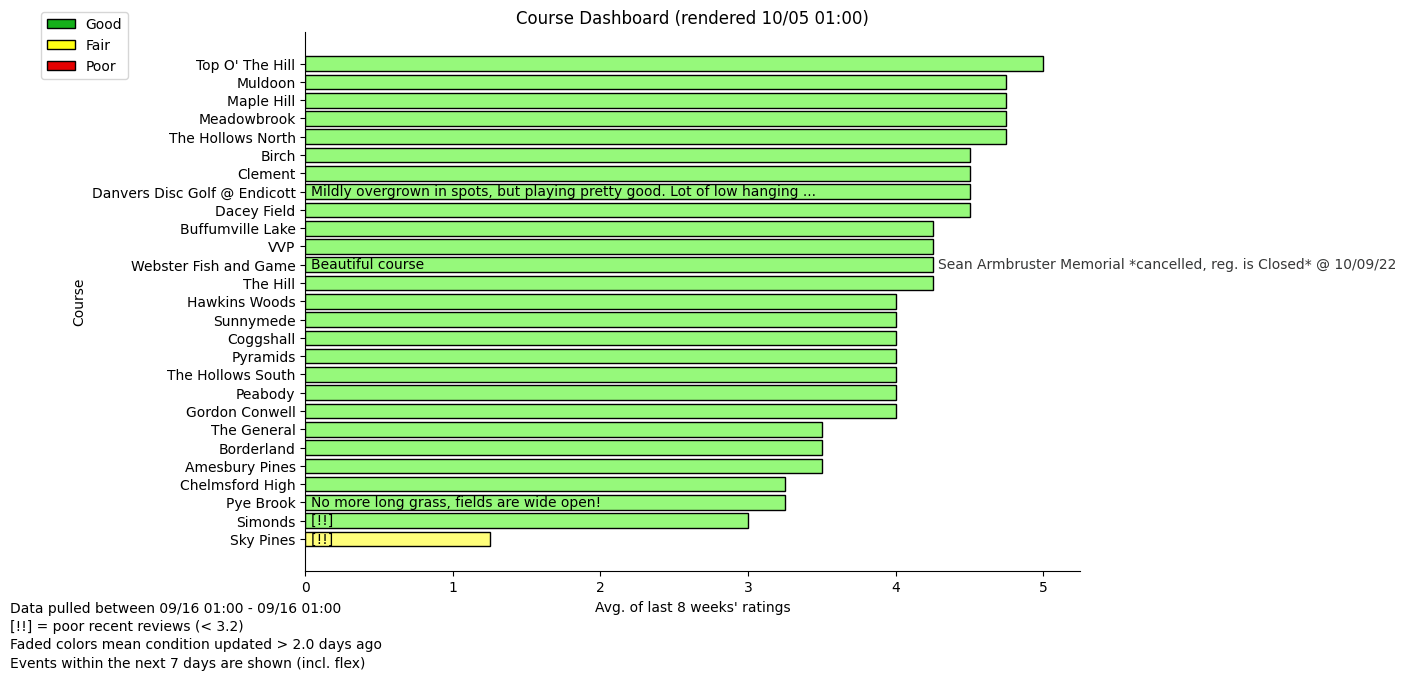 Course Dashboard (rendered 10/05 01:00)
Good
Fair
Poor
Course
Top O' The Hill
Muldoon
Maple Hill
Meadowbrook
The Hollows North
Birch
Clement
Danvers Disc Golf @ Endicott Mildly overgrown in spots, but playing pretty good. Lot of low hanging ...
Dacey Field
Buffumville Lake
VVP
Webster Fish and Game Beautiful course Sean Armbruster Memorial *cancelled, reg. is Closed* @ 10/09/22
The Hill
Hawkins Woods
Sunnymede
Coggshall
Pyramids
The Hollows South
Peabody
Gordon Conwell
The General
Borderland
Amesbury Pines
Chelmsford High
Pye Brook No more long grass, fields are wide open!
Simonds [!!]
Sky Pines [!!]
0 1 2 3 4 5
Avg. of last 8 weeks' ratings
Data pulled between 09/16 01:00 - 09/16 01:00
[!!] = poor recent reviews (< 3.2)
Faded colors mean condition updated > 2.0 days ago
Events within the next 7 days are shown (incl. flex)